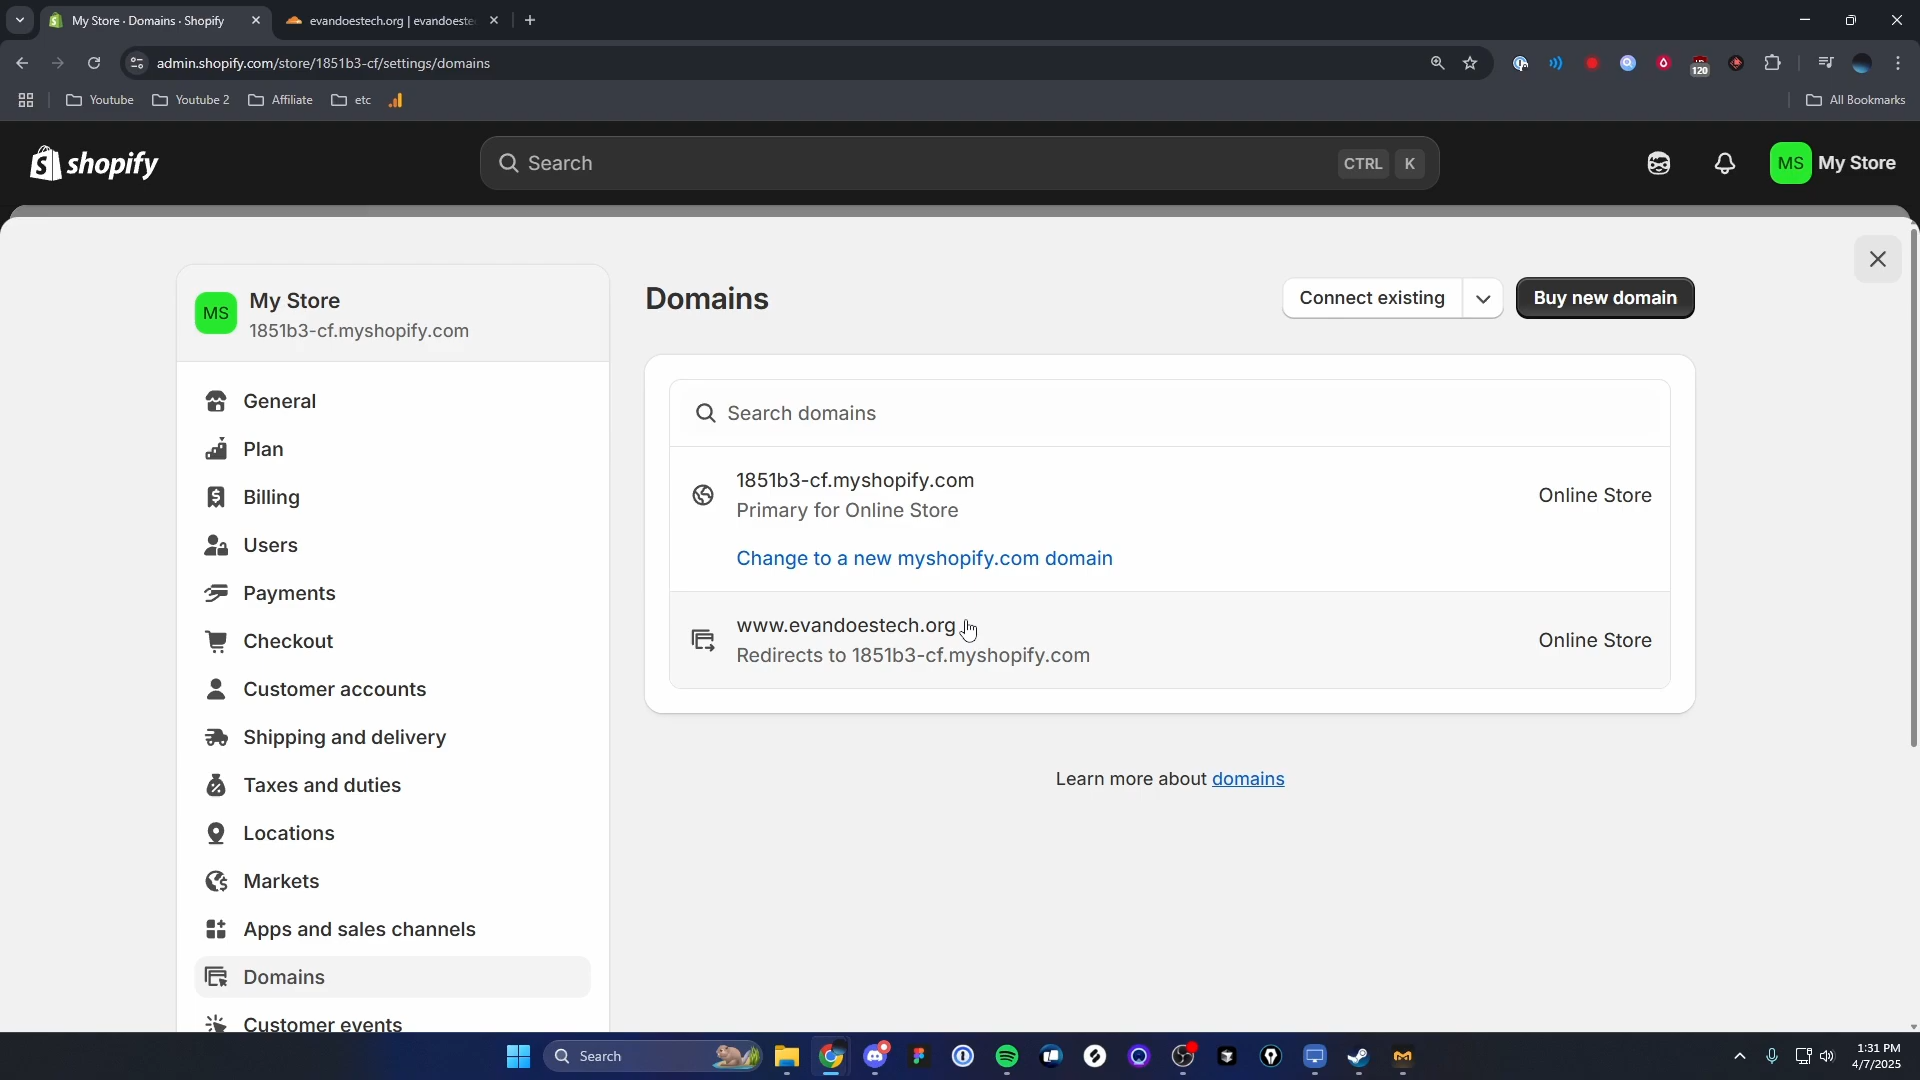 My Store · Domains · Shopify
evandoestech.org | evandoeste
admin.shopify.com/store/1851b3-cf/settings/domains
120
Youtube
Youtube 2
Affiliate
etc
All Bookmarks
shopify
Search
CTRL K
MS
My Store
MS
My Store
1851b3-cf.myshopify.com
Domains
Connect existing
Buy new domain
General
Plan
Billing
Users
Payments
Checkout
Customer accounts
Shipping and delivery
Taxes and duties
Locations
Markets
Apps and sales channels
Domains
Customer events
Search domains
1851b3-cf.myshopify.com
Primary for Online Store
Online Store
Change to a new myshopify.com domain
www.evandoestech.org
Redirects to 1851b3-cf.myshopify.com
Online Store
Learn more about domains
Search
1:31 PM
4/7/2025